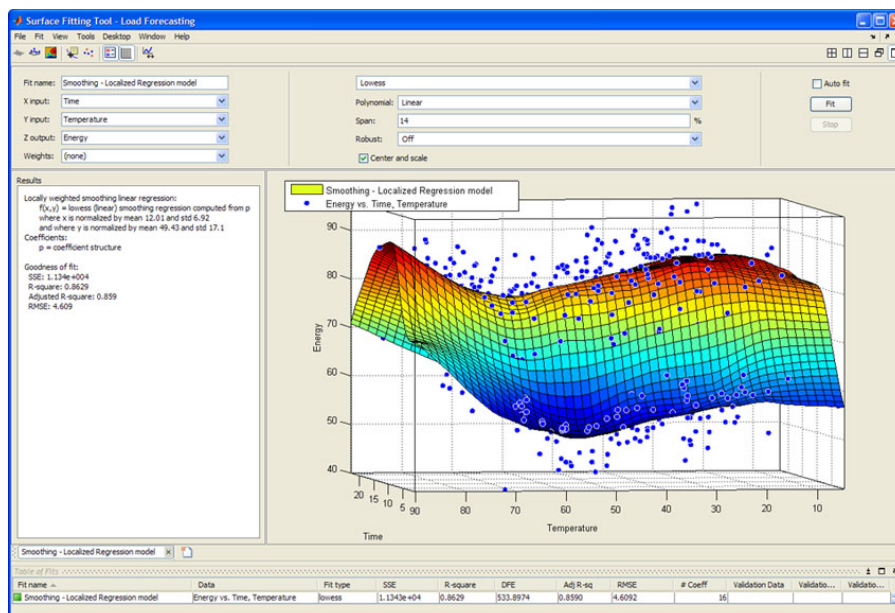 Surface Fitting Tool - Load Forecasting
File Fit View Tools Desktop Window Help
Fit name: Smoothing - Localized Regression model
X input: Time
Y input: Temperature
Z output: Energy
Weights: (none)
Lowess
Polynomial: Linear
Span: 14 %
Robust: Off
Center and scale
Auto fit
Fit
Stop
Results
Locally weighted smoothing linear regression:
f(x,y) = lowess (linear) smoothing regression computed from p
where x is normalized by mean 12.01 and std 6.92
and where y is normalized by mean 49.43 and std 17.1
Coefficients:
p = coefficient structure
Goodness of fit:
SSE: 1.134e+004
R-square: 0.8629
Adjusted R-square: 0.859
RMSE: 4.609
Smoothing - Localized Regression model
Energy vs. Time, Temperature
90
80
70
60
50
40
Energy
20 15 10 5
Time
90 80 70 60 50 40 30 20 10
Temperature
Smoothing - Localized Regression model
Table of Fits
Fit name Data Fit type SSE R-square DFE Adj R-sq RMSE # Coeff Validation Data Validatio... Validatio...
Smoothing - Localized Regression model Energy vs. Time, Temperature lowess 1.1343e+04 0.8629 533.8974 0.8590 4.6092 16